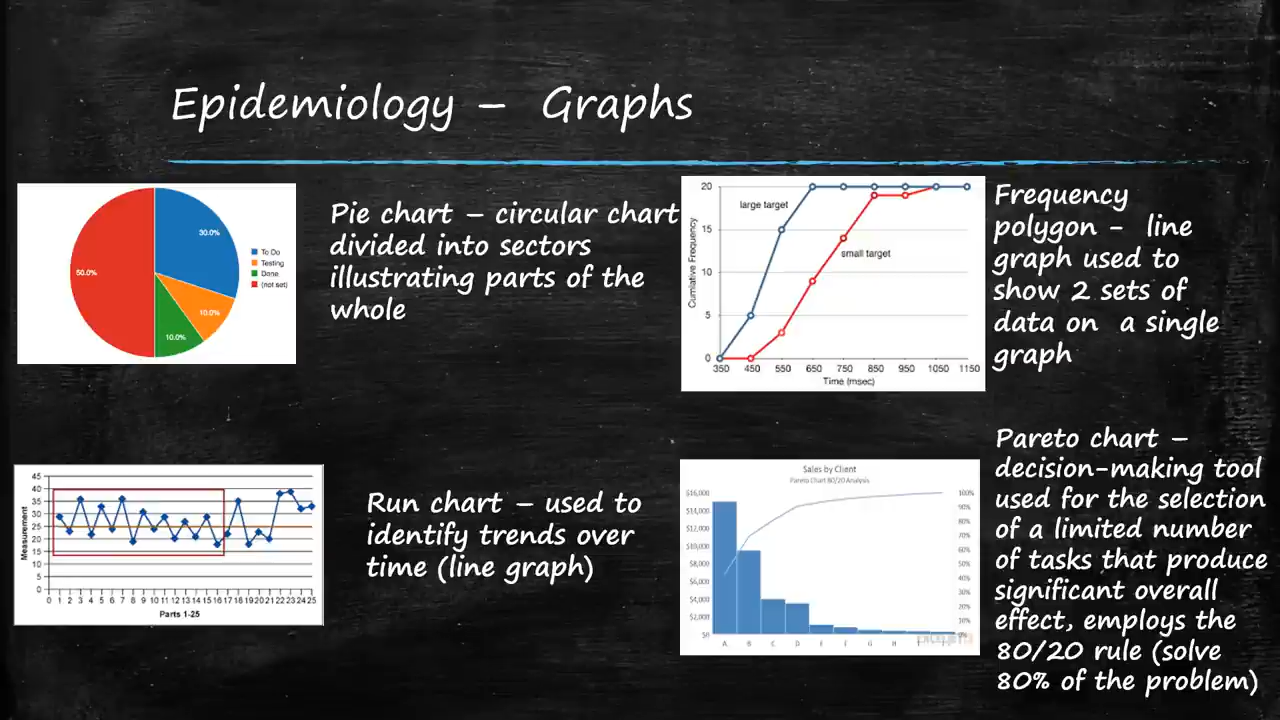 Epidemiology – Graphs
50.0%
30.0%
10.0%
10.0%
To Do
Testing
Done
(not set)
Pie chart – circular chart
divided into sectors
illustrating parts of the
whole
Cumlative Frequency
20
15
10
5
0
large target
small target
350 450 550 650 750 850 950 1050 1150
Time (msec)
Frequency
polygon – line
graph used to
show 2 sets of
data on a single
graph
Measurement
45
40
35
30
25
20
15
10
5
0
0 1 2 3 4 5 6 7 8 9 10 11 12 13 14 15 16 17 18 19 20 21 22 23 24 25
Parts 1-25
Run chart – used to
identify trends over
time (line graph)
Sales by Client
Pareto Chart 80/20 Analysis
$16,000
$14,000
$12,000
$10,000
$8,000
$6,000
$4,000
$2,000
$0
100%
90%
80%
70%
60%
50%
40%
30%
20%
10%
0%
A B C D E F G H
Pareto chart –
decision-making tool
used for the selection
of a limited number
of tasks that produce
significant overall
effect, employs the
80/20 rule (solve
80% of the problem)